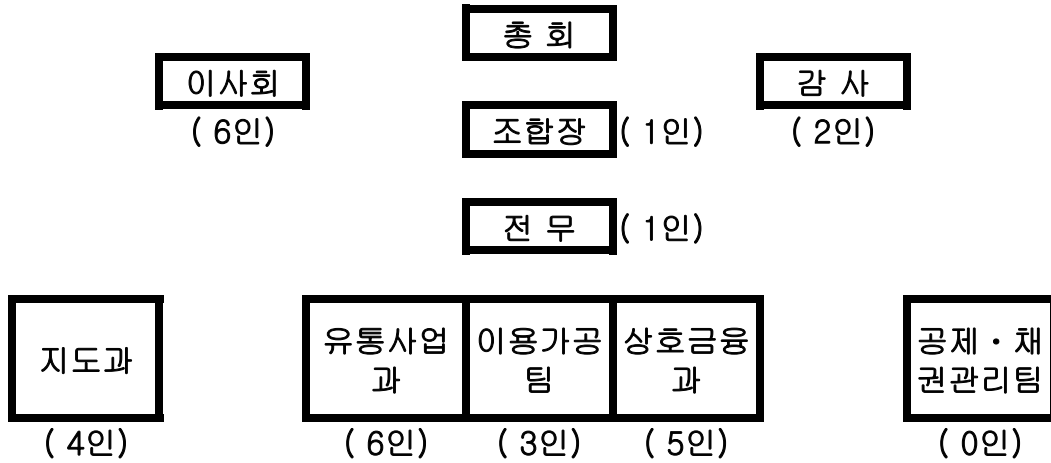 총 회
이사회
감 사
( 6인)
조합장 ( 1인)
( 2인)
전 무 ( 1인)
지도과
유통사업
과
이용가공
팀
상호금융
과
공제・채
권관리팀
( 4인)
( 6인)
( 3인)
( 5인)
( 0인)